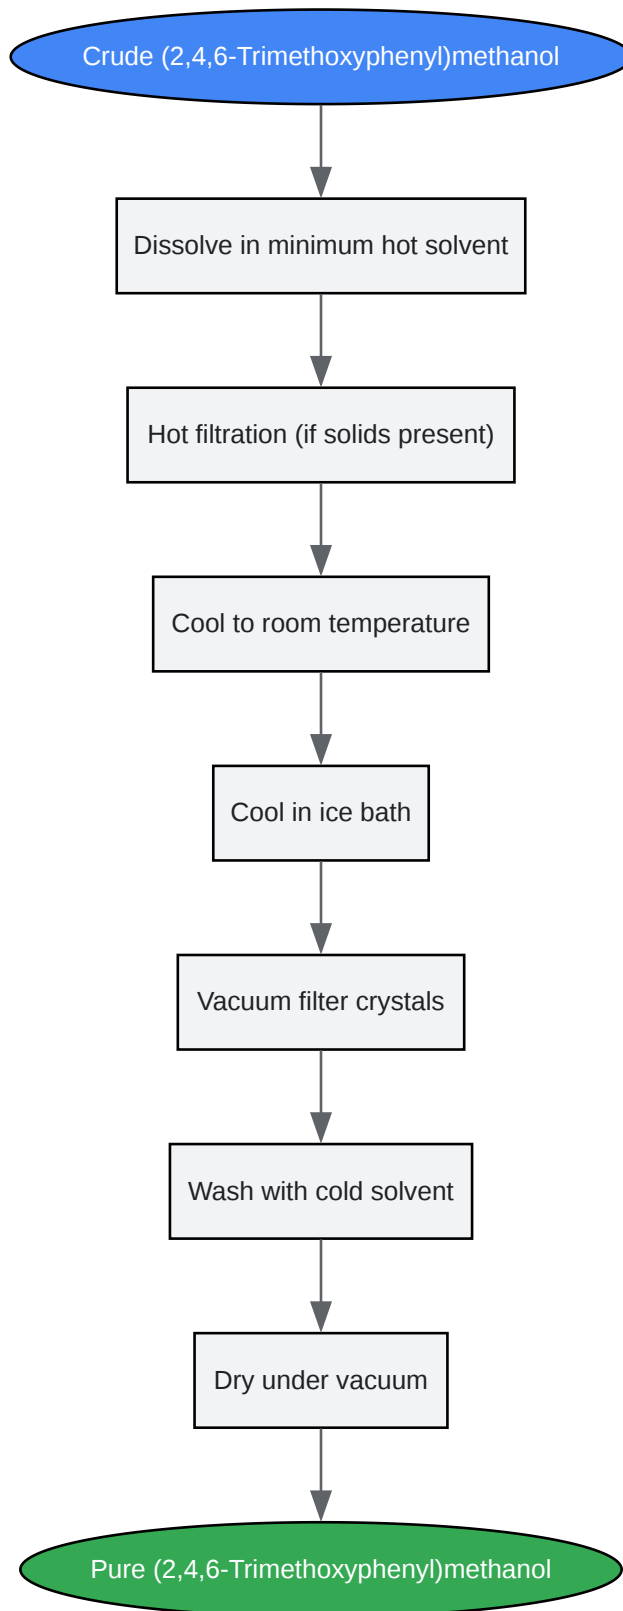 Crude (2,4,6-Trimethoxyphenyl)methanol
Dissolve in minimum hot solvent
Hot filtration (if solids present)
Cool to room temperature
Cool in ice bath
Vacuum filter crystals
Wash with cold solvent
Dry under vacuum
Pure (2,4,6-Trimethoxyphenyl)methanol